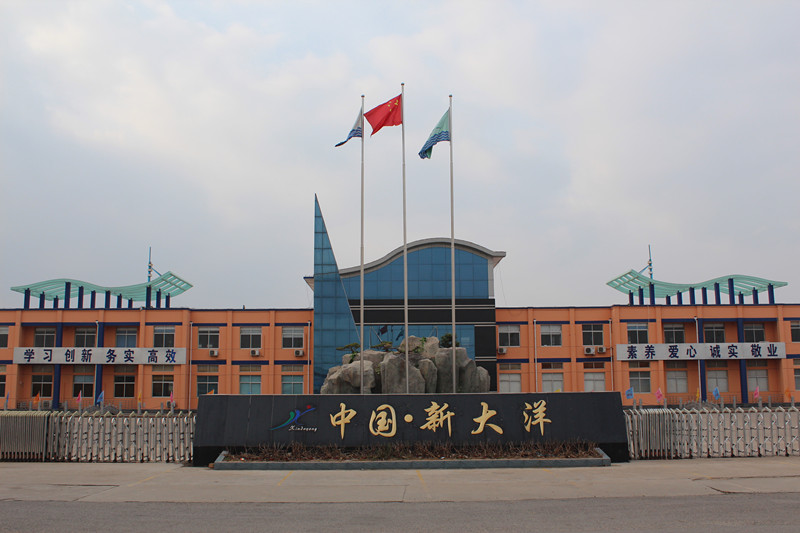 学习 创新 务实 高效
素养 爱心 诚实 敬业
Xindayang
中国·新大洋